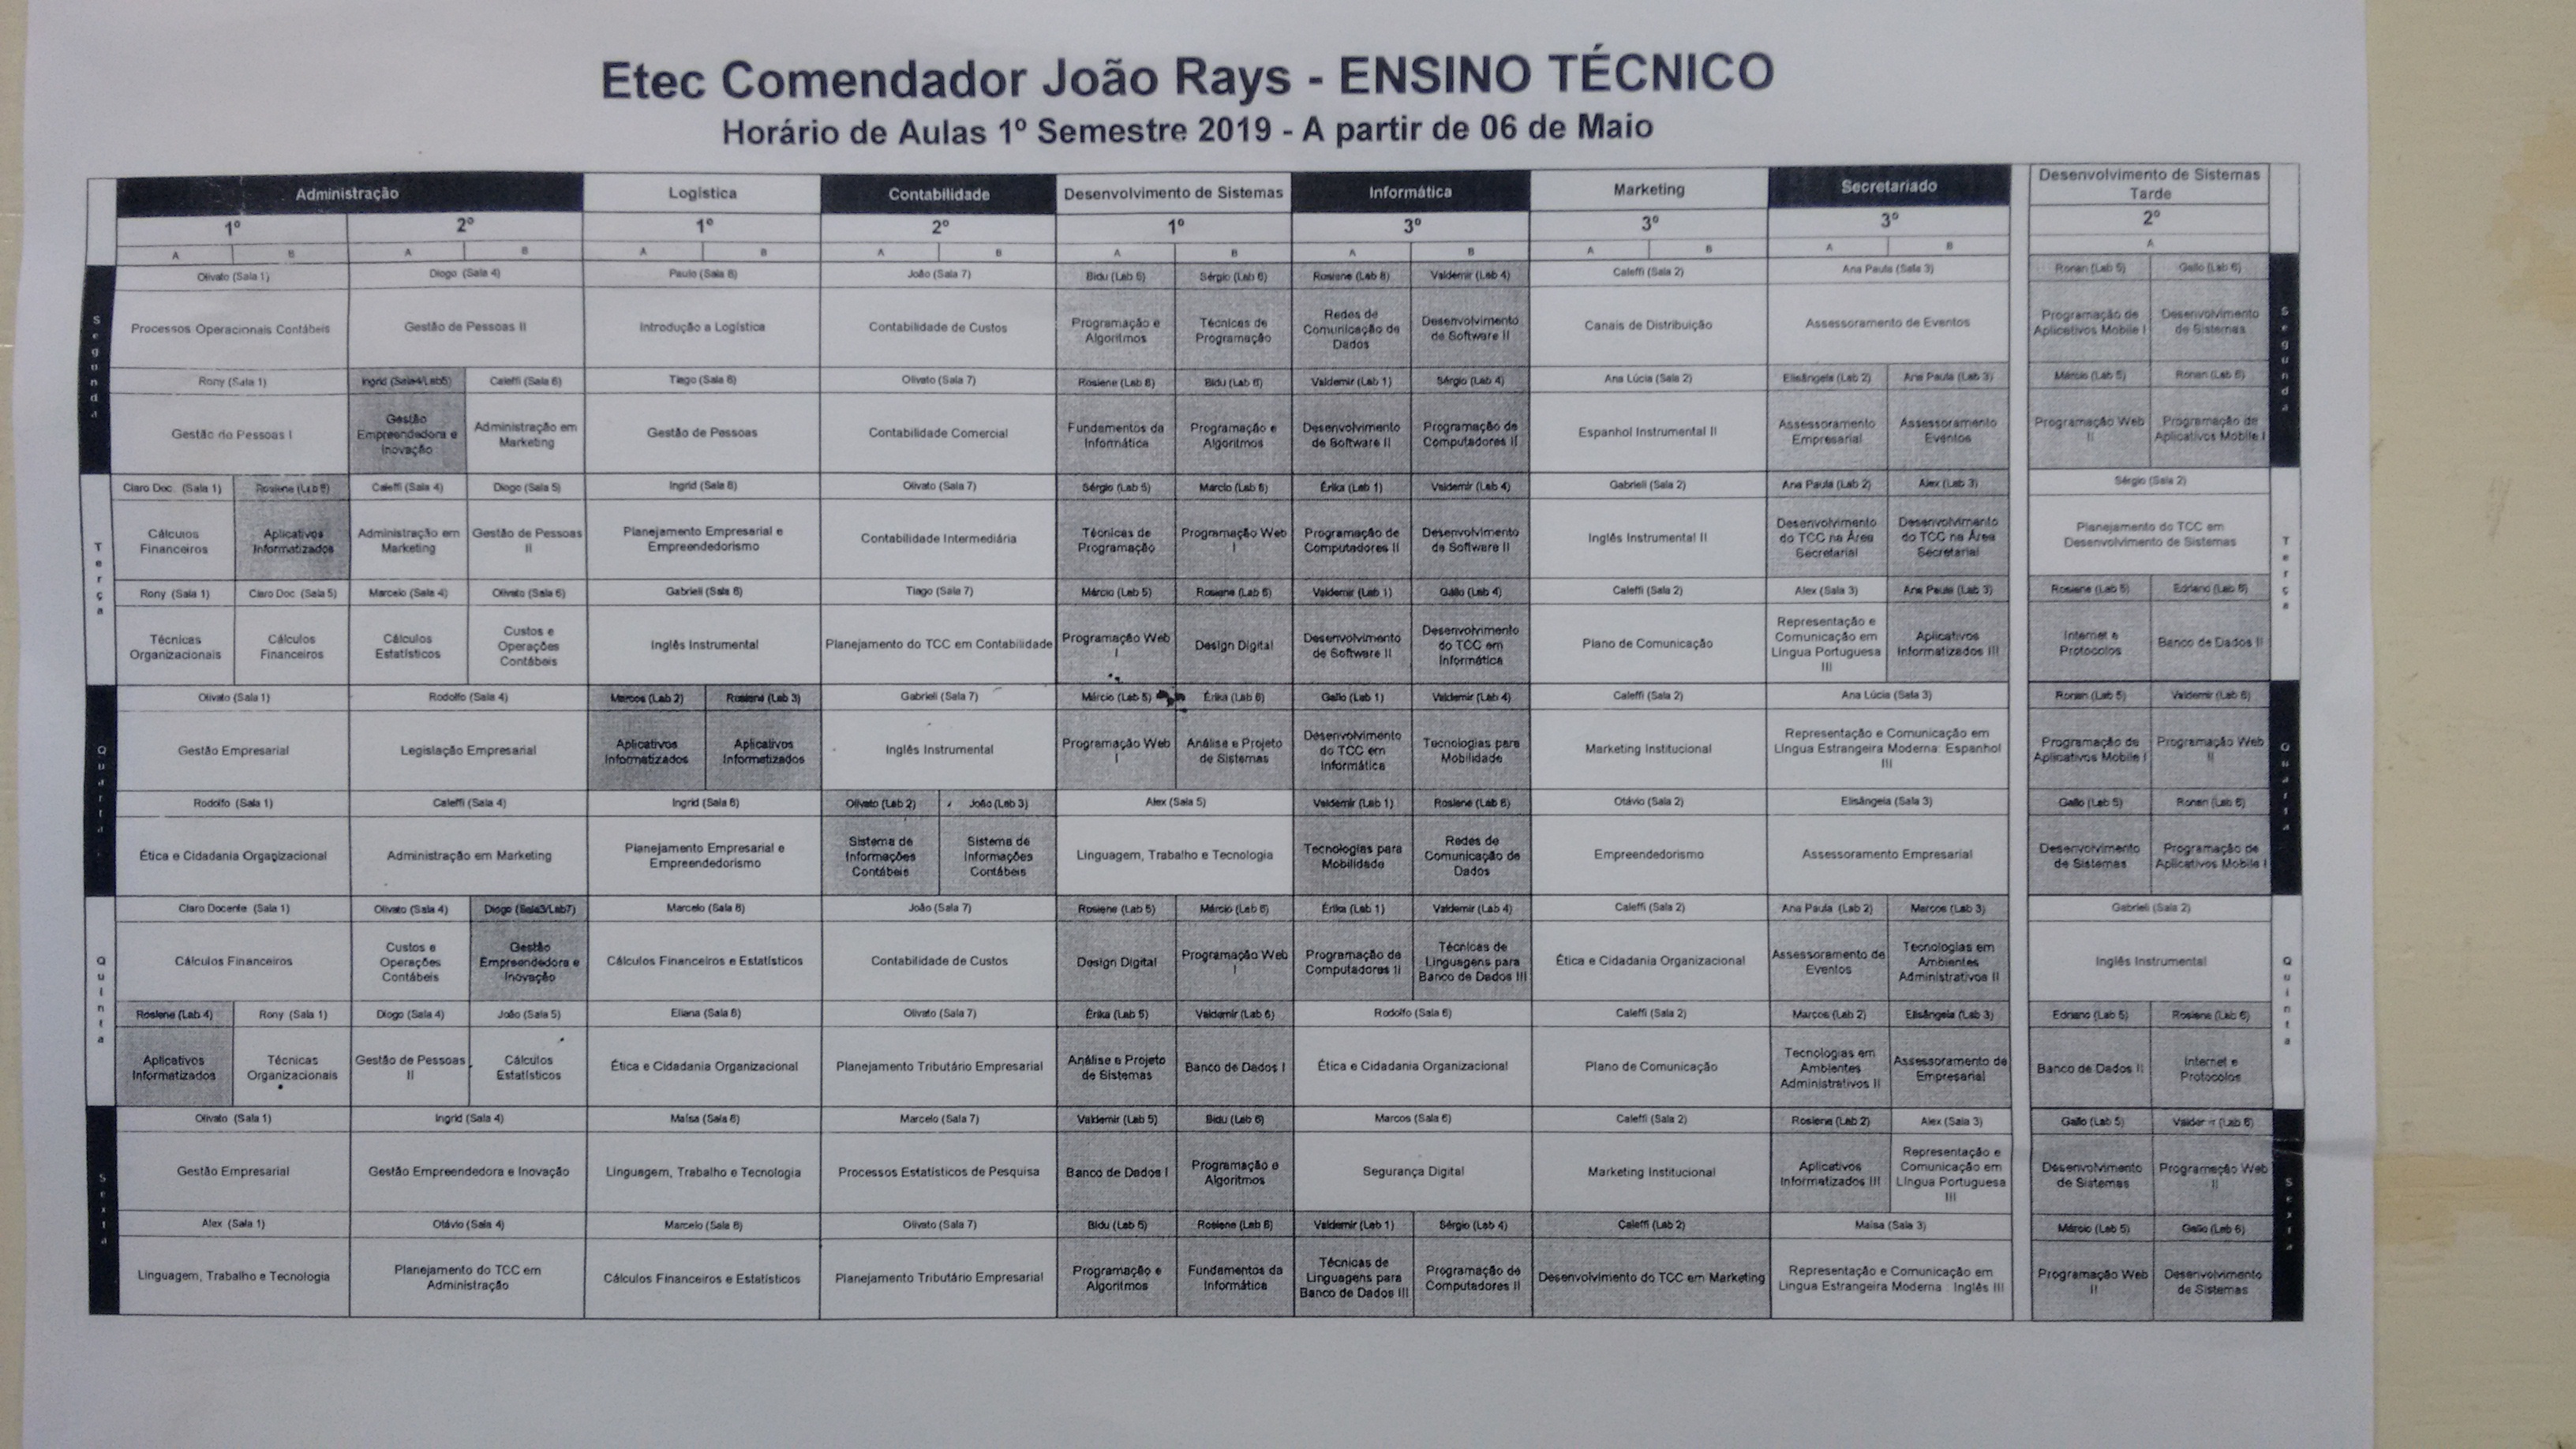 Etec Comendador João Rays - ENSINO TÉCNICO
Horário de Aulas 1º Semestre 2019 - A partir de 06 de Maio
Administração Logística Contabilidade Desenvolvimento de Sistemas Informática Marketing Secretariado Desenvolvimento de Sistemas Tarde
1º 2º 1º 2º 1º 3º 3º 3º 2º
A B A B A B A B A B A B A B A B A
Segunda
Olivato (Sala 1) Diogo (Sala 4) Paulo (Sala 8) João (Sala 7) Bidu (Lab 5) Sérgio (Lab 6) Rosiene (Lab 8) Valdemir (Lab 4) Caleffi (Sala 2) Ana Paula (Sala 3) Ronan (Lab 5) Gallo (Lab 6)
Processos Operacionais Contábeis Gestão de Pessoas II Introdução a Logística Contabilidade de Custos Programação e Algoritmos Técnicas de Programação Redes de Comunicação de Dados Desenvolvimento de Software II Canais de Distribuição Assessoramento de Eventos Programação de Aplicativos Mobile I Desenvolvimento de Sistemas
Rony (Sala 1) Ingrid (Sala4/Lab5) Caleffi (Sala 6) Tiago (Sala 8) Olivato (Sala 7) Rosiene (Lab 8) Bidu (Lab 6) Valdemir (Lab 1) Sérgio (Lab 4) Ana Lúcia (Sala 2) Elisângela (Lab 2) Ana Paula (Lab 3) Márcio (Lab 5) Ronan (Lab 6)
Gestão de Pessoas I Gestão Empreendedora e Inovação Administração em Marketing Gestão de Pessoas Contabilidade Comercial Fundamentos da Informática Programação e Algoritmos Desenvolvimento de Software II Programação de Computadores II Espanhol Instrumental II Assessoramento Empresarial Assessoramento Eventos Programação Web II Programação de Aplicativos Mobile I
Terça
Claro Doc. (Sala 1) Rosiene (Lab 8) Caleffi (Sala 4) Diogo (Sala 5) Ingrid (Sala 8) Olivato (Sala 7) Sérgio (Lab 5) Marcio (Lab 6) Érika (Lab 1) Valdemir (Lab 4) Gabrieli (Sala 2) Ana Paula (Lab 2) Alex (Lab 3) Sérgio (Sala 2)
Cálculos Financeiros Aplicativos Informatizados Administração em Marketing Gestão de Pessoas II Planejamento Empresarial e Empreendedorismo Contabilidade Intermediária Técnicas de Programação Programação Web I Programação de Computadores II Desenvolvimento de Software II Inglês Instrumental II Desenvolvimento do TCC na Área Secretarial Desenvolvimento do TCC na Área Secretarial Planejamento do TCC em Desenvolvimento de Sistemas
Rony (Sala 1) Claro Doc (Sala 5) Marcelo (Sala 4) Olivato (Sala 6) Gabrieli (Sala 8) Tiago (Sala 7) Márcio (Lab 5) Rosiene (Lab 6) Valdemir (Lab 1) Gallo (Lab 4) Caleffi (Sala 2) Alex (Sala 3) Ana Paula (Lab 3) Rosiene (Lab 5) Edriano (Lab 6)
Técnicas Organizacionais Cálculos Financeiros Cálculos Estatísticos Custos e Operações Contábeis Inglês Instrumental Planejamento do TCC em Contabilidade Programação Web I Design Digital Desenvolvimento de Software II Desenvolvimento do TCC em Informática Plano de Comunicação Representação e Comunicação em Língua Portuguesa III Aplicativos Informatizados III Internet e Protocolos Banco de Dados II
Quarta
Olivato (Sala 1) Rodolfo (Sala 4) Marcos (Lab 2) Rosiene (Lab 3) Gabrieli (Sala 7) Márcio (Lab 5) Érika (Lab 6) Gallo (Lab 1) Valdemir (Lab 4) Caleffi (Sala 2) Ana Lúcia (Sala 3) Ronan (Lab 5) Valdemir (Lab 6)
Gestão Empresarial Legislação Empresarial Aplicativos Informatizados Aplicativos Informatizados Inglês Instrumental Programação Web I Análise e Projeto de Sistemas Desenvolvimento do TCC em Informática Tecnologias para Mobilidade Marketing Institucional Representação e Comunicação em Língua Estrangeira Moderna: Espanhol III Programação de Aplicativos Mobile I Programação Web II
Rodolfo (Sala 1) Caleffi (Sala 4) Ingrid (Sala 8) Olivato (Lab 2) João (Lab 3) Alex (Sala 5) Valdemir (Lab 1) Rosiene (Lab 8) Otávio (Sala 2) Elisângela (Sala 3) Gallo (Lab 5) Ronan (Lab 6)
Ética e Cidadania Organizacional Administração em Marketing Planejamento Empresarial e Empreendedorismo Sistema de Informações Contábeis Sistema de Informações Contábeis Linguagem, Trabalho e Tecnologia Tecnologias para Mobilidade Redes de Comunicação de Dados Empreendedorismo Assessoramento Empresarial Desenvolvimento de Sistemas Programação de Aplicativos Mobile I
Quinta
Claro Docente (Sala 1) Olivato (Sala 4) Diogo (Sala3/Lab7) Marcelo (Sala 8) João (Sala 7) Rosiene (Lab 5) Márcio (Lab 6) Érika (Lab 1) Valdemir (Lab 4) Caleffi (Sala 2) Ana Paula (Lab 2) Marcos (Lab 3) Gabrieli (Sala 2)
Cálculos Financeiros Custos e Operações Contábeis Gestão Empreendedora e Inovação Cálculos Financeiros e Estatísticos Contabilidade de Custos Design Digital Programação Web I Programação de Computadores II Técnicas de Linguagens para Banco de Dados III Ética e Cidadania Organizacional Assessoramento de Eventos Tecnologias em Ambientes Administrativos II Inglês Instrumental
Rosiene (Lab 4) Rony (Sala 1) Diogo (Sala 4) João (Sala 5) Eliana (Sala 8) Olivato (Sala 7) Érika (Lab 5) Valdemir (Lab 6) Rodolfo (Sala 6) Caleffi (Sala 2) Marcos (Lab 2) Elisângela (Lab 3) Edriano (Lab 5) Rosiene (Lab 6)
Aplicativos Informatizados Técnicas Organizacionais Gestão de Pessoas II Cálculos Estatísticos Ética e Cidadania Organizacional Planejamento Tributário Empresarial Análise e Projeto de Sistemas Banco de Dados I Ética e Cidadania Organizacional Plano de Comunicação Tecnologias em Ambientes Administrativos II Assessoramento de Empresarial Banco de Dados II Internet e Protocolos
Sexta
Olivato (Sala 1) Ingrid (Sala 4) Maísa (Sala 8) Marcelo (Sala 7) Valdemir (Lab 5) Bidu (Lab 6) Marcos (Sala 6) Caleffi (Sala 2) Rosiene (Lab 2) Alex (Sala 3) Gallo (Lab 5) (Lab 6)
Gestão Empresarial Gestão Empreendedora e Inovação Linguagem, Trabalho e Tecnologia Processos Estatísticos de Pesquisa Banco de Dados I Programação e Algoritmos Segurança Digital Marketing Institucional Aplicativos Informatizados III Representação e Comunicação em Língua Portuguesa III Desenvolvimento de Sistemas Programação Web II
Alex (Sala 1) Otávio (Sala 4) Marcelo (Sala 8) Olivato (Sala 7) Bidu (Lab 5) Rosiene (Lab 8) Valdemir (Lab 1) Sérgio (Lab 4) Caleffi (Lab 2) Maísa (Sala 3) Márcio (Lab 5) Gallo (Lab 6)
Linguagem, Trabalho e Tecnologia Planejamento do TCC em Administração Cálculos Financeiros e Estatísticos Planejamento Tributário Empresarial Programação e Algoritmos Fundamentos da Informática Técnicas de Linguagens para Banco de Dados III Programação de Computadores II Desenvolvimento do TCC em Marketing Representação e Comunicação em Língua Estrangeira Moderna Inglês III Programação Web II Desenvolvimento de Sistemas